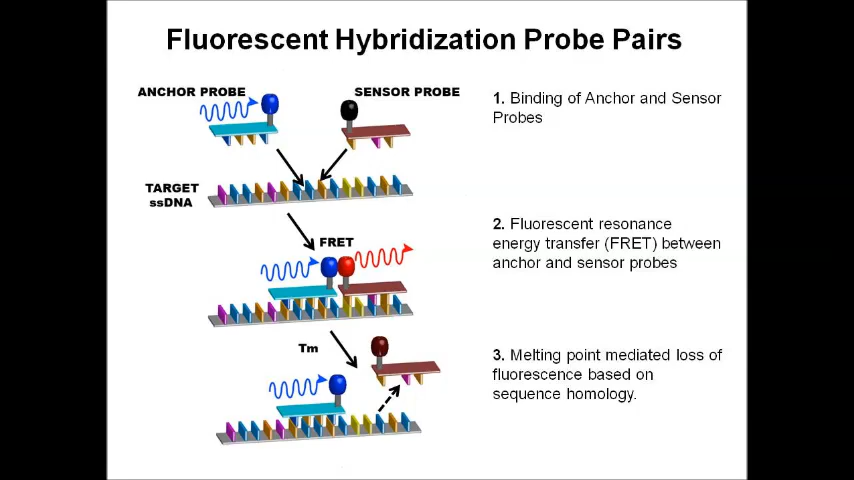 Fluorescent Hybridization Probe Pairs
ANCHOR PROBE
SENSOR PROBE
1. Binding of Anchor and Sensor
Probes
TARGET
ssDNA
FRET
2. Fluorescent resonance
energy transfer (FRET) between
anchor and sensor probes
Tm
3. Melting point mediated loss of
fluorescence based on
sequence homology.